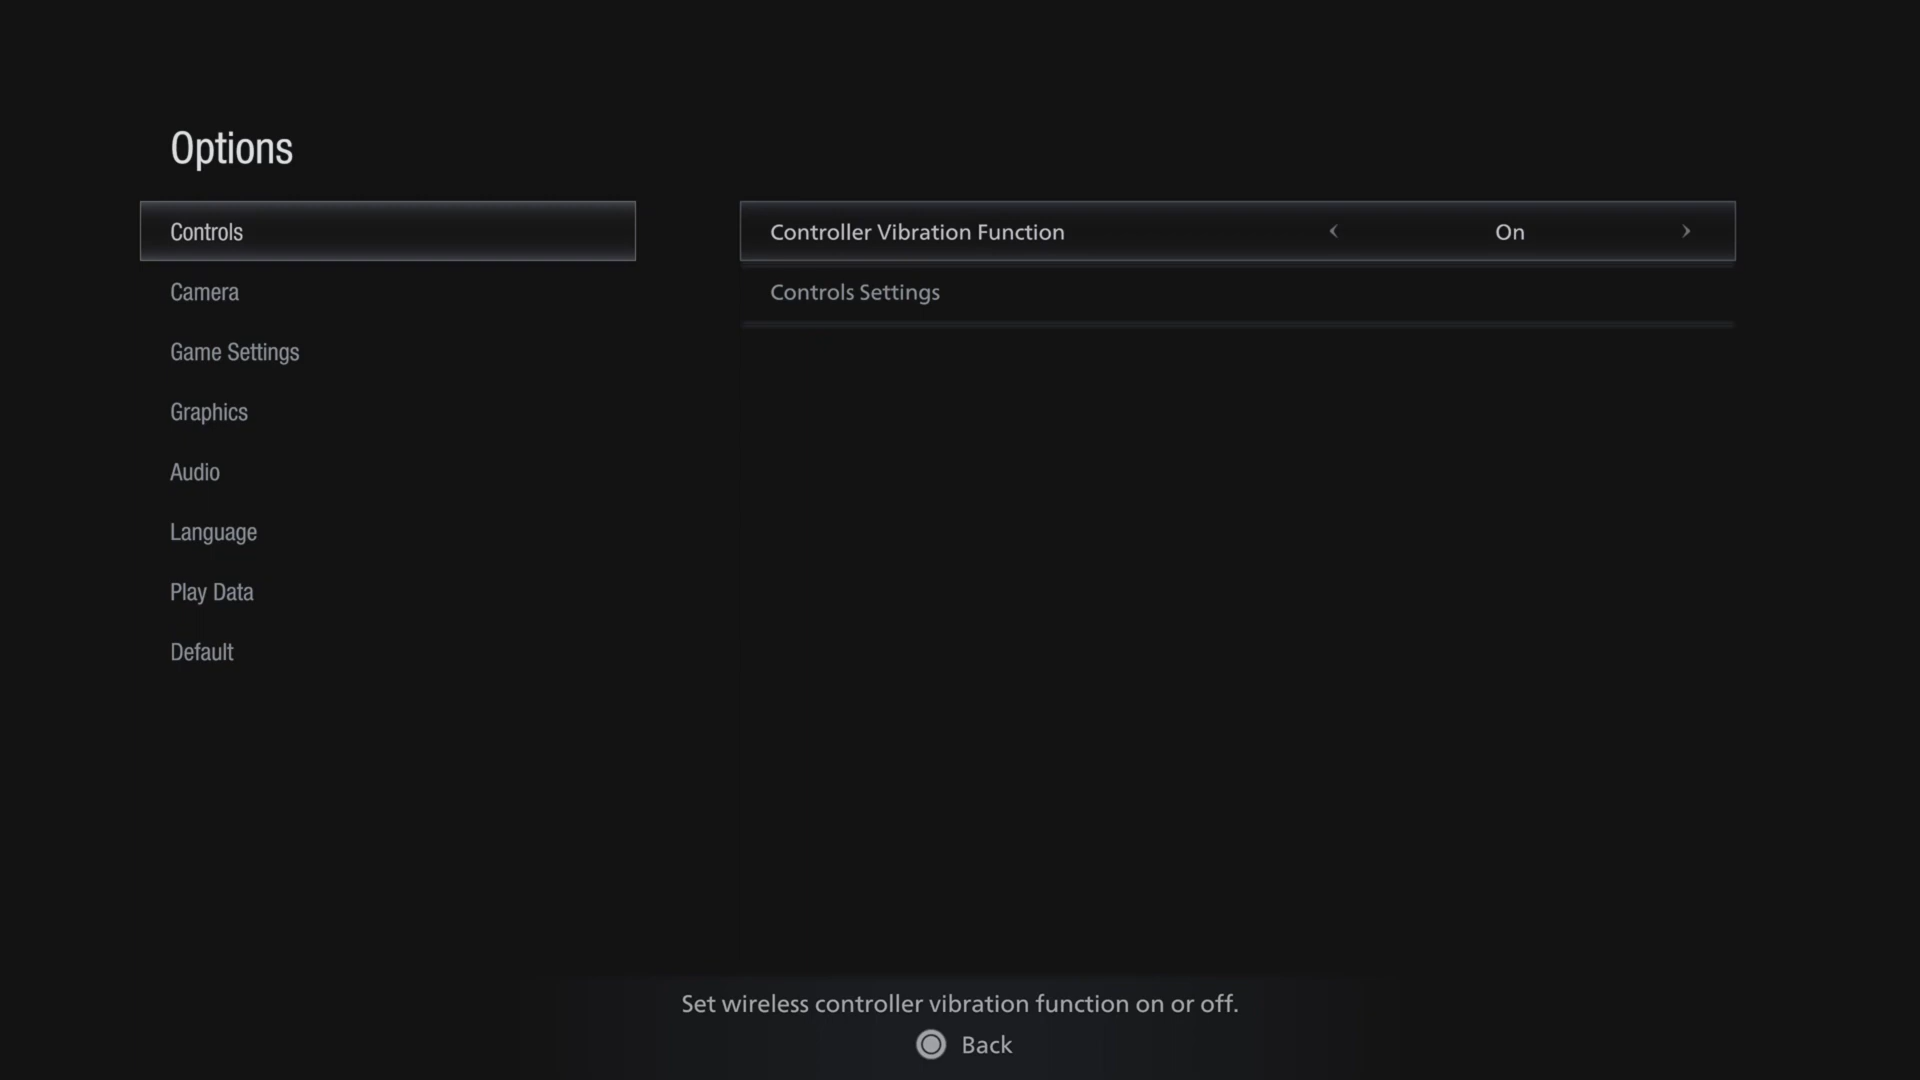 Options
Controls
Camera
Game Settings
Graphics
Audio
Language
Play Data
Default
Controller Vibration Function On
Controls Settings
Set wireless controller vibration function on or off.
Back